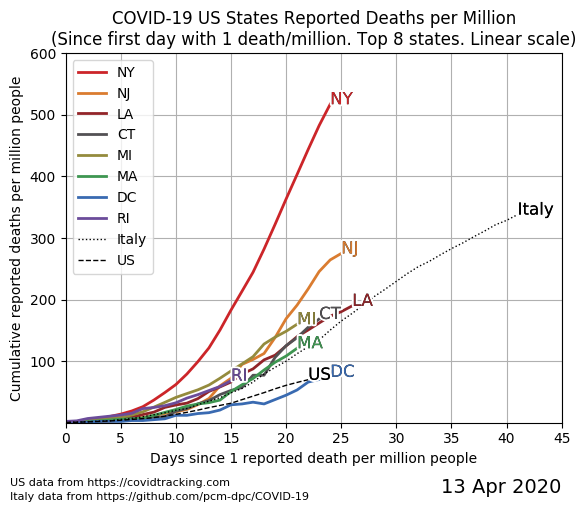 COVID-19 US States Reported Deaths per Million
(Since first day with 1 death/million. Top 8 states. Linear scale)
Cumulative reported deaths per million people
600
500
400
300
200
100
NY
NJ
LA
CT
MI
MA
DC
RI
Italy
US
NY
Italy
NJ
LA
MI
CT
MA
RI
US
DC
0
5
10
15
20
25
30
35
40
45
Days since 1 reported death per million people
US data from https://covidtracking.com
Italy data from https://github.com/pcm-dpc/COVID-19
13 Apr 2020